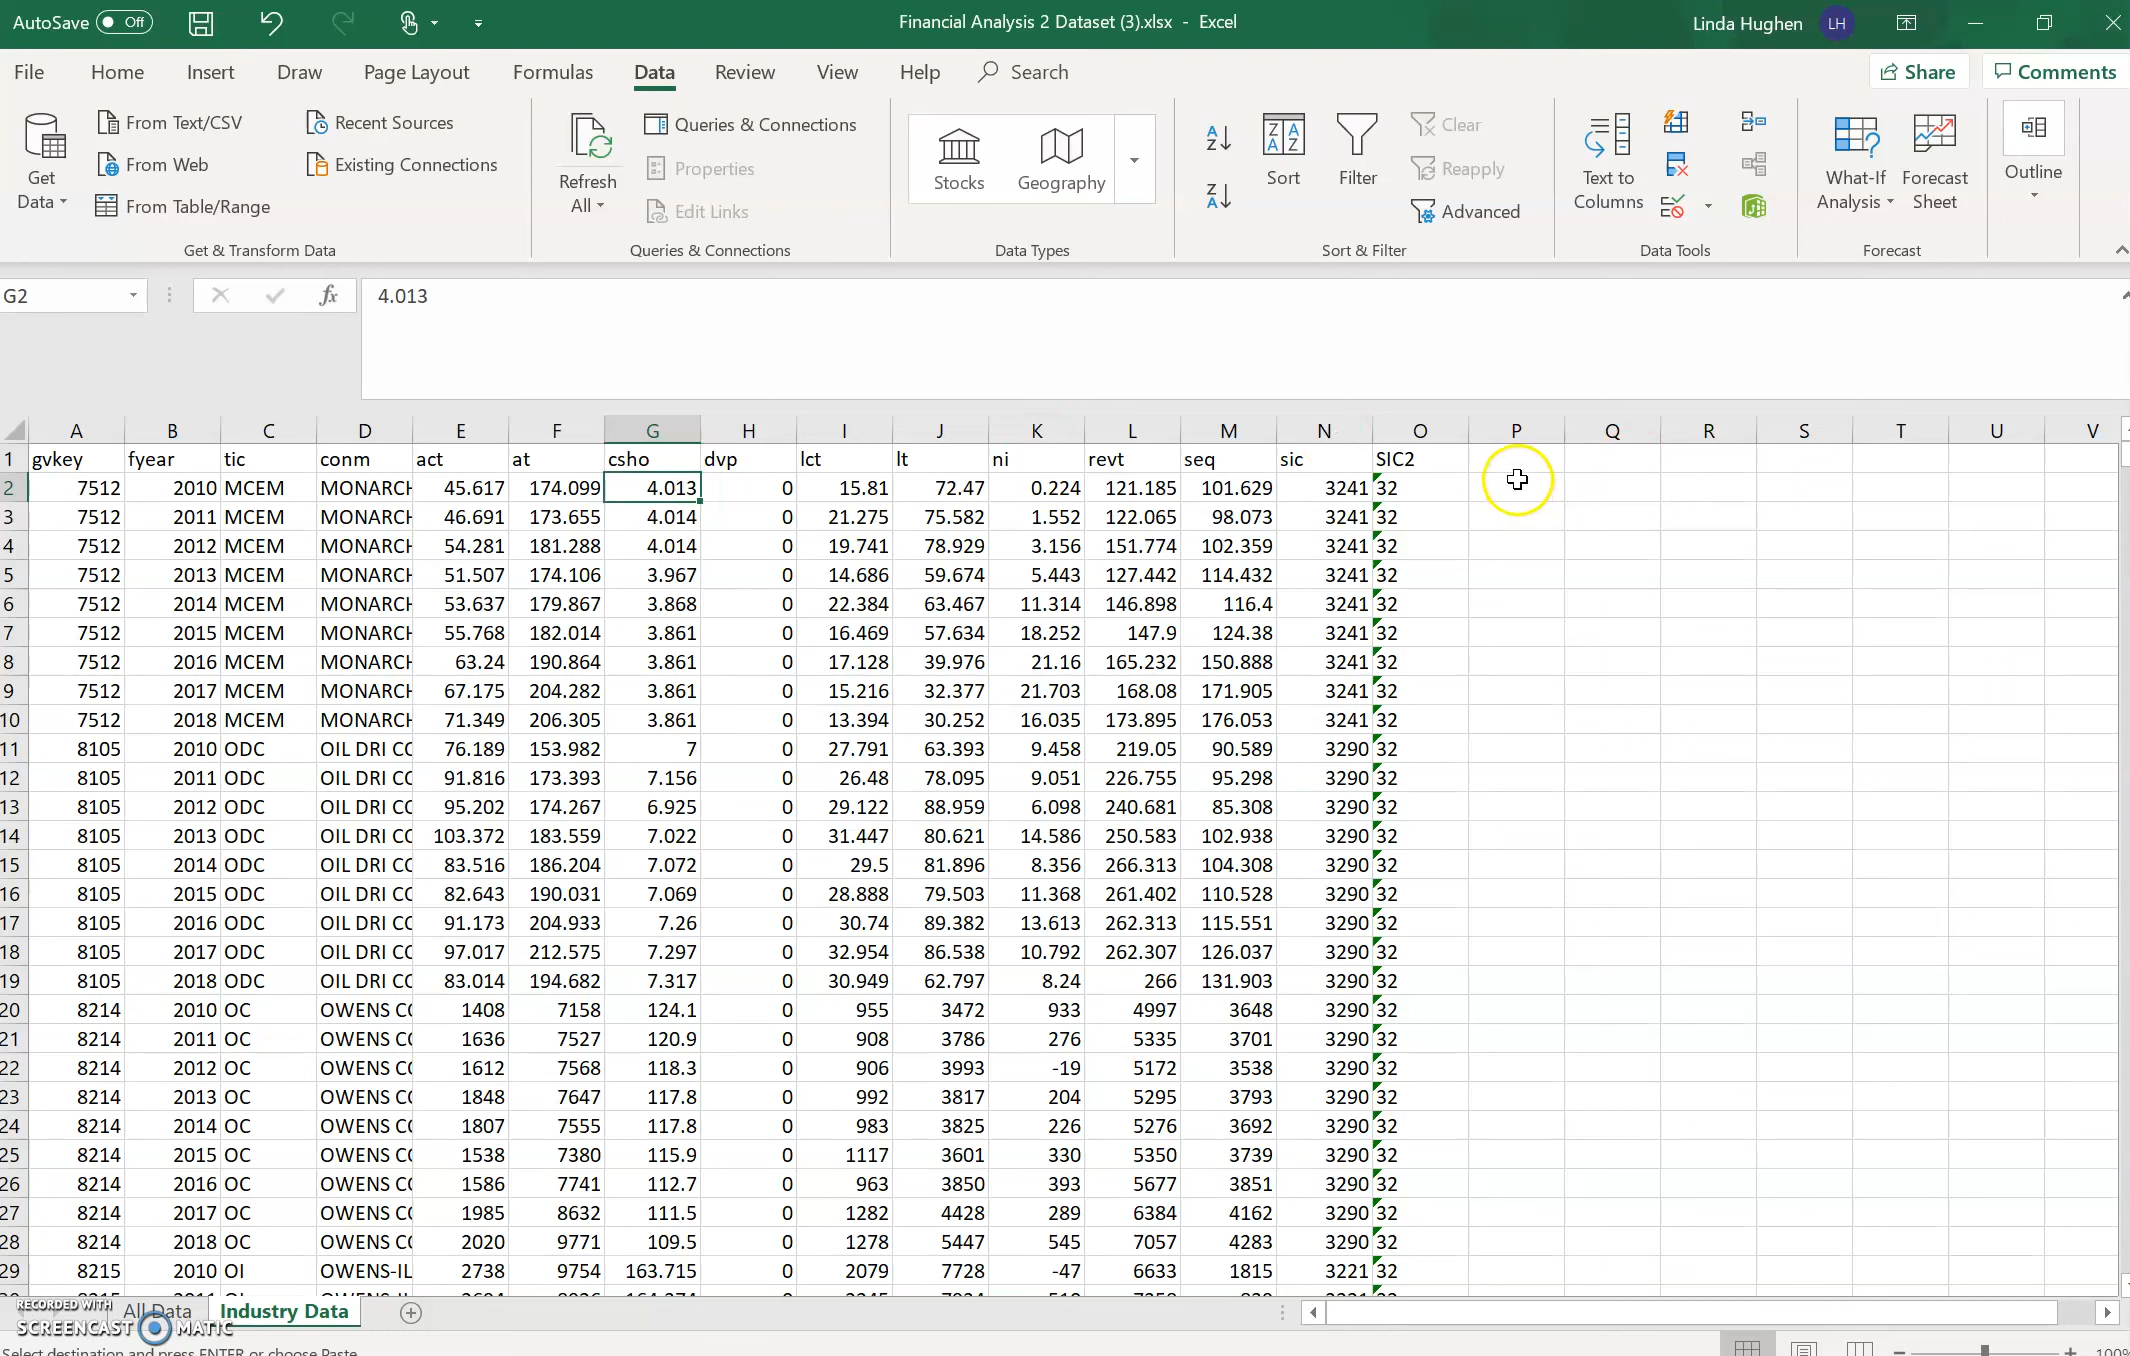 AutoSave Off Financial Analysis 2 Dataset (3).xlsx - Excel Linda Hughen LH
File Home Insert Draw Page Layout Formulas Data Review View Help Search Share Comments
Get Data
From Text/CSV
From Web
From Table/Range
Recent Sources
Existing Connections
Get & Transform Data
Refresh All
Queries & Connections
Properties
Edit Links
Queries & Connections
Stocks Geography
Data Types
Sort Filter
Clear
Reapply
Advanced
Sort & Filter
Text to Columns
Data Tools
What-If Analysis
Forecast Sheet
Forecast
Outline
G2 fx 4.013
A B C D E F G H I J K L M N O P Q R S T U V
1 gvkey fyear tic conm act at csho dvp lct lt ni revt seq sic SIC2
2 7512 2010 MCEM MONARCH 45.617 174.099 4.013 0 15.81 72.47 0.224 121.185 101.629 3241 32
3 7512 2011 MCEM MONARCH 46.691 173.655 4.014 0 21.275 75.582 1.552 122.065 98.073 3241 32
4 7512 2012 MCEM MONARCH 54.281 181.288 4.014 0 19.741 78.929 3.156 151.774 102.359 3241 32
5 7512 2013 MCEM MONARCH 51.507 174.106 3.967 0 14.686 59.674 5.443 127.442 114.432 3241 32
6 7512 2014 MCEM MONARCH 53.637 179.867 3.868 0 22.384 63.467 11.314 146.898 116.4 3241 32
7 7512 2015 MCEM MONARCH 55.768 182.014 3.861 0 16.469 57.634 18.252 147.9 124.38 3241 32
8 7512 2016 MCEM MONARCH 63.24 190.864 3.861 0 17.128 39.976 21.16 165.232 150.888 3241 32
9 7512 2017 MCEM MONARCH 67.175 204.282 3.861 0 15.216 32.377 21.703 168.08 171.905 3241 32
10 7512 2018 MCEM MONARCH 71.349 206.305 3.861 0 13.394 30.252 16.035 173.895 176.053 3241 32
11 8105 2010 ODC OIL DRI CC 76.189 153.982 7 0 27.791 63.393 9.458 219.05 90.589 3290 32
12 8105 2011 ODC OIL DRI CC 91.816 173.393 7.156 0 26.48 78.095 9.051 226.755 95.298 3290 32
13 8105 2012 ODC OIL DRI CC 95.202 174.267 6.925 0 29.122 88.959 6.098 240.681 85.308 3290 32
14 8105 2013 ODC OIL DRI CC 103.372 183.559 7.022 0 31.447 80.621 14.586 250.583 102.938 3290 32
15 8105 2014 ODC OIL DRI CC 83.516 186.204 7.072 0 29.5 81.896 8.356 266.313 104.308 3290 32
16 8105 2015 ODC OIL DRI CC 82.643 190.031 7.069 0 28.888 79.503 11.368 261.402 110.528 3290 32
17 8105 2016 ODC OIL DRI CC 91.173 204.933 7.26 0 30.74 89.382 13.613 262.313 115.551 3290 32
18 8105 2017 ODC OIL DRI CC 97.017 212.575 7.297 0 32.954 86.538 10.792 262.307 126.037 3290 32
19 8105 2018 ODC OIL DRI CC 83.014 194.682 7.317 0 30.949 62.797 8.24 266 131.903 3290 32
20 8214 2010 OC OWENS CC 1408 7158 124.1 0 955 3472 933 4997 3648 3290 32
21 8214 2011 OC OWENS CC 1636 7527 120.9 0 908 3786 276 5335 3701 3290 32
22 8214 2012 OC OWENS CC 1612 7568 118.3 0 906 3993 -19 5172 3538 3290 32
23 8214 2013 OC OWENS CC 1848 7647 117.8 0 992 3817 204 5295 3793 3290 32
24 8214 2014 OC OWENS CC 1807 7555 117.8 0 983 3825 226 5276 3692 3290 32
25 8214 2015 OC OWENS CC 1538 7380 115.9 0 1117 3601 330 5350 3739 3290 32
26 8214 2016 OC OWENS CC 1586 7741 112.7 0 963 3850 393 5677 3851 3290 32
27 8214 2017 OC OWENS CC 1985 8632 111.5 0 1282 4428 289 6384 4162 3290 32
28 8214 2018 OC OWENS CC 2020 9771 109.5 0 1278 5447 545 7057 4283 3290 32
29 8215 2010 OI OWENS-IL 2738 9754 163.715 0 2079 7728 -47 6633 1815 3221 32
All Data Industry Data
RECORDED WITH
SCREENCAST MATIC
Select destination and press ENTER or choose Paste
100%